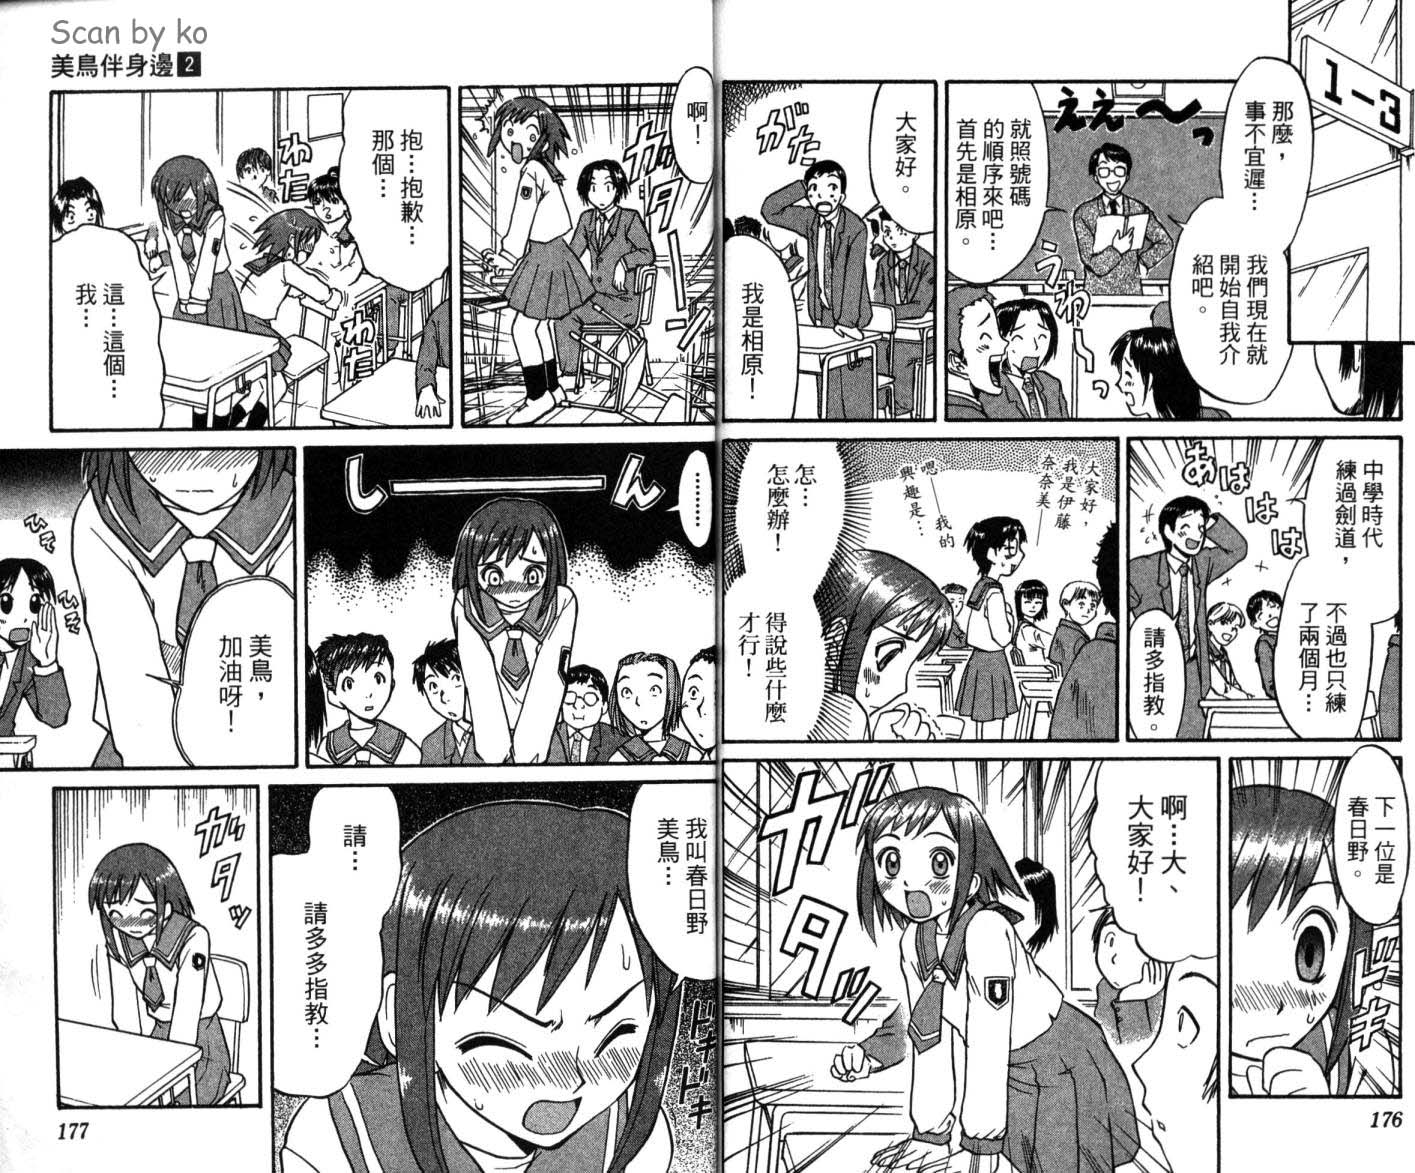 Scan by ko
美鳥伴身邊2
1-3
那麼，
事不宜遲…
我們現在就
開始自我介
紹吧。
ええ～っ
就照號碼
的順序來吧…
首先是相原。
うわーっ
がたっ
大家好。
我是相原！
中學時代
練過劍道，
不過也只練
了兩個月…
請多指教。
あはははは
大家好，
我是伊藤
奈奈美—
嗯——我的
興趣是…
怎…
怎麼辦！
得說些什麼
才行！
下一位是
春日野。
ドキ
啊…大、
大家好！
ガタッ
176
啊！
ガターン
抱…抱歉…
那個…
わた
わた
這…這個…
我…
………
しーーん
ひそ
ひそ
美鳥，
加油呀！
我叫春日野
美鳥…
請…
請多多指教…
ドキドキ
ガタッ
177